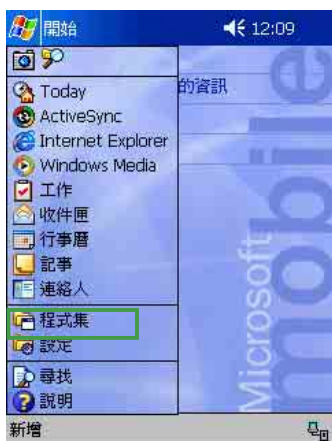 開始 12:09
的資訊
Today
ActiveSync
Internet Explorer
Windows Media
工作
收件匣
行事曆
記事
連絡人
程式集
設定
尋找
說明
Microsoft
mobile
新增